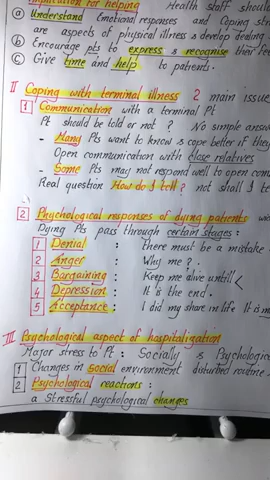 Implication for helping Health staff shoul
ⓐ understand Emotional responses and Coping stra
are aspects of physical illness & develop dealing
ⓑ Encourage pts to express & recognise their fe
ⓒ Give time and help to patients.
II Coping with terminal illness 2 main issue
1 Communication with a terminal Pt
Pt should be told or not ? No simple answe
- Many Pts want to know & cope better if they
Open communication with close relatives
- Some Pts may not respond well to open com
Real question How do I tell ? not shall I te
2 Psychological responses of dying patients
Dying Pts pass through certain stages :
1 Denial : There must be a mistake
2 Anger : Why me ?.
3 Bargaining : Keep me alive untill <
4 Depression : It is the end.
5 Acceptance : I did my share in life It is m
III Psychological aspect of hospitalization
Major stress to Pt : Socially & Psychologic
1 Changes in social environment disturbed routine
2 Psychological reactions :
a Stressful psychological changes